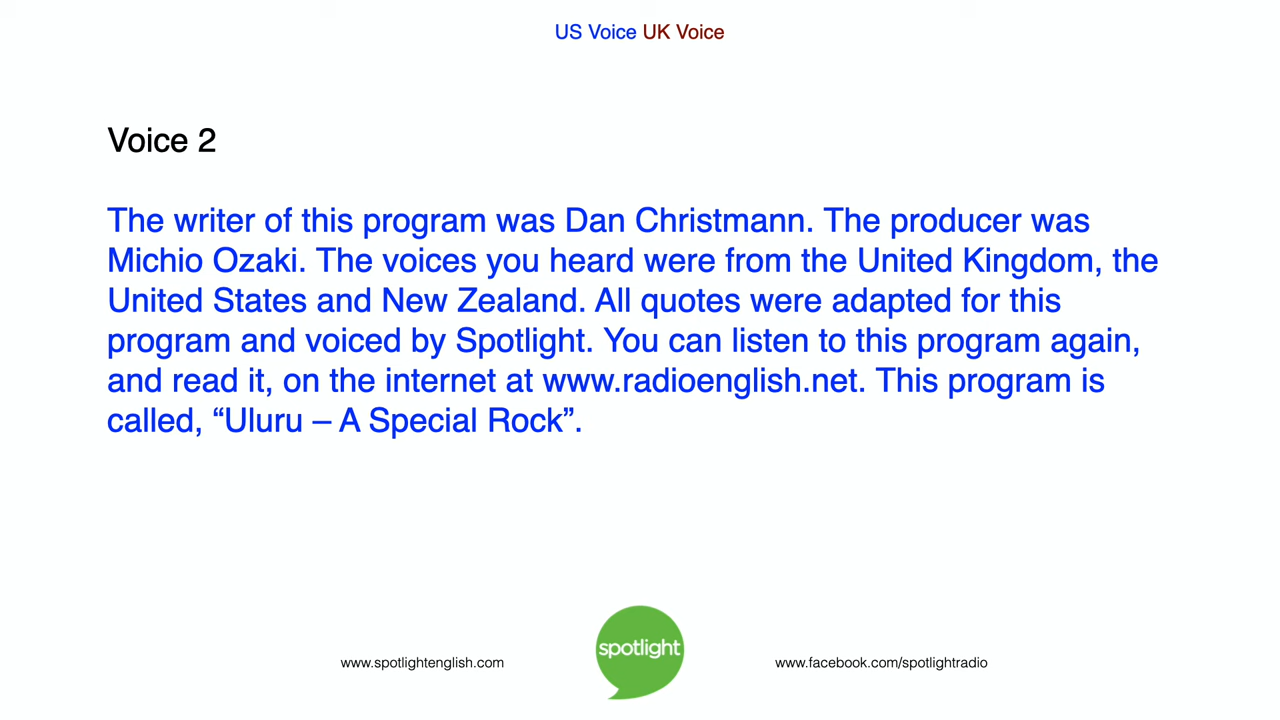 US Voice UK Voice
Voice 2
The writer of this program was Dan Christmann. The producer was
Michio Ozaki. The voices you heard were from the United Kingdom, the
United States and New Zealand. All quotes were adapted for this
program and voiced by Spotlight. You can listen to this program again,
and read it, on the internet at www.radioenglish.net. This program is
called, “Uluru – A Special Rock”.
spotlight
www.spotlightenglish.com
www.facebook.com/spotlightradio